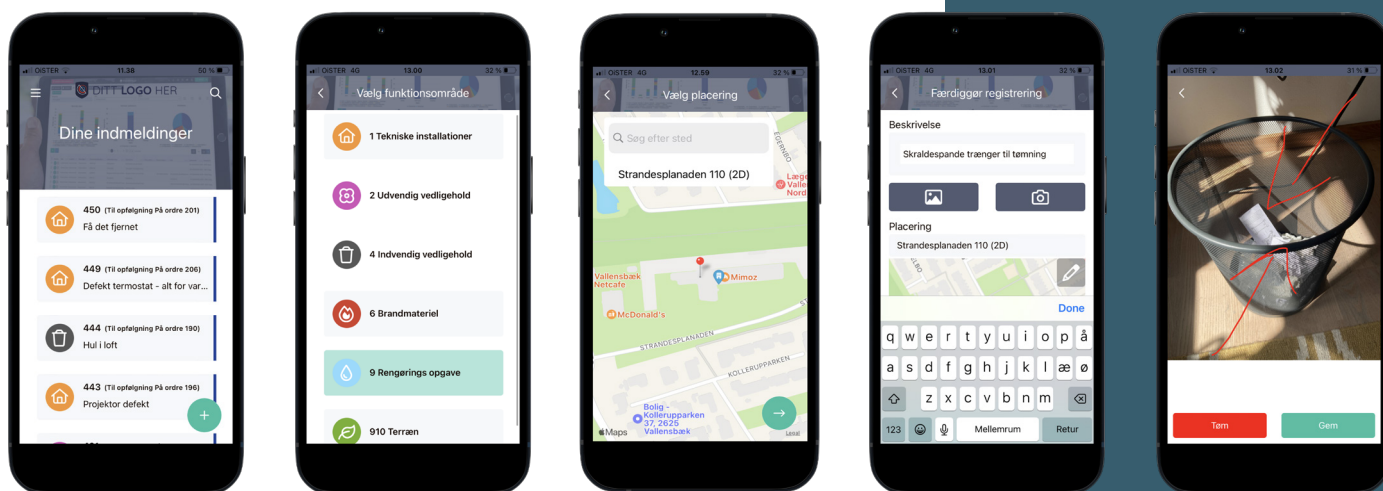 OiSTER
11.38
50 %
DITT LOGO HER
Dine indmeldinger
450 (Til opfølgning På ordre 201)
Få det fjernet
449 (Til opfølgning På ordre 206)
Defekt termostat - alt for var...
444 (Til opfølgning På ordre 190)
Hul i loft
443 (Til opfølgning På ordre 196)
Projektor defekt
OiSTER 4G
13.00
32 %
Vælg funktionsområde
1 Tekniske installationer
2 Udvendig vedligehold
4 Indvendig vedligehold
6 Brandmateriel
9 Rengørings opgave
910 Terræn
OiSTER 4G
12.59
32 %
Vælg placering
Søg efter sted
Strandesplanaden 110 (2D)
EGERNBO
Læge
Valle
Nord
Vallensbæk
Netcafe
Mimoz
McDonald's
STRANDESPLANADEN
KOLLERUPPARKEN
Bolig -
Kollerupparken
37, 2625
Vallensbæk
Maps
Legal
OiSTER 4G
13.01
32 %
Færdiggør registrering
Beskrivelse
Skraldespande trænger til tømning
Placering
Strandesplanaden 110 (2D)
Done
q w e r t y u i o p å
a s d f g h j k l æ ø
z x c v b n m
123
Mellemrum
Retur
OiSTER
13.02
31 %
Tøm
Gem